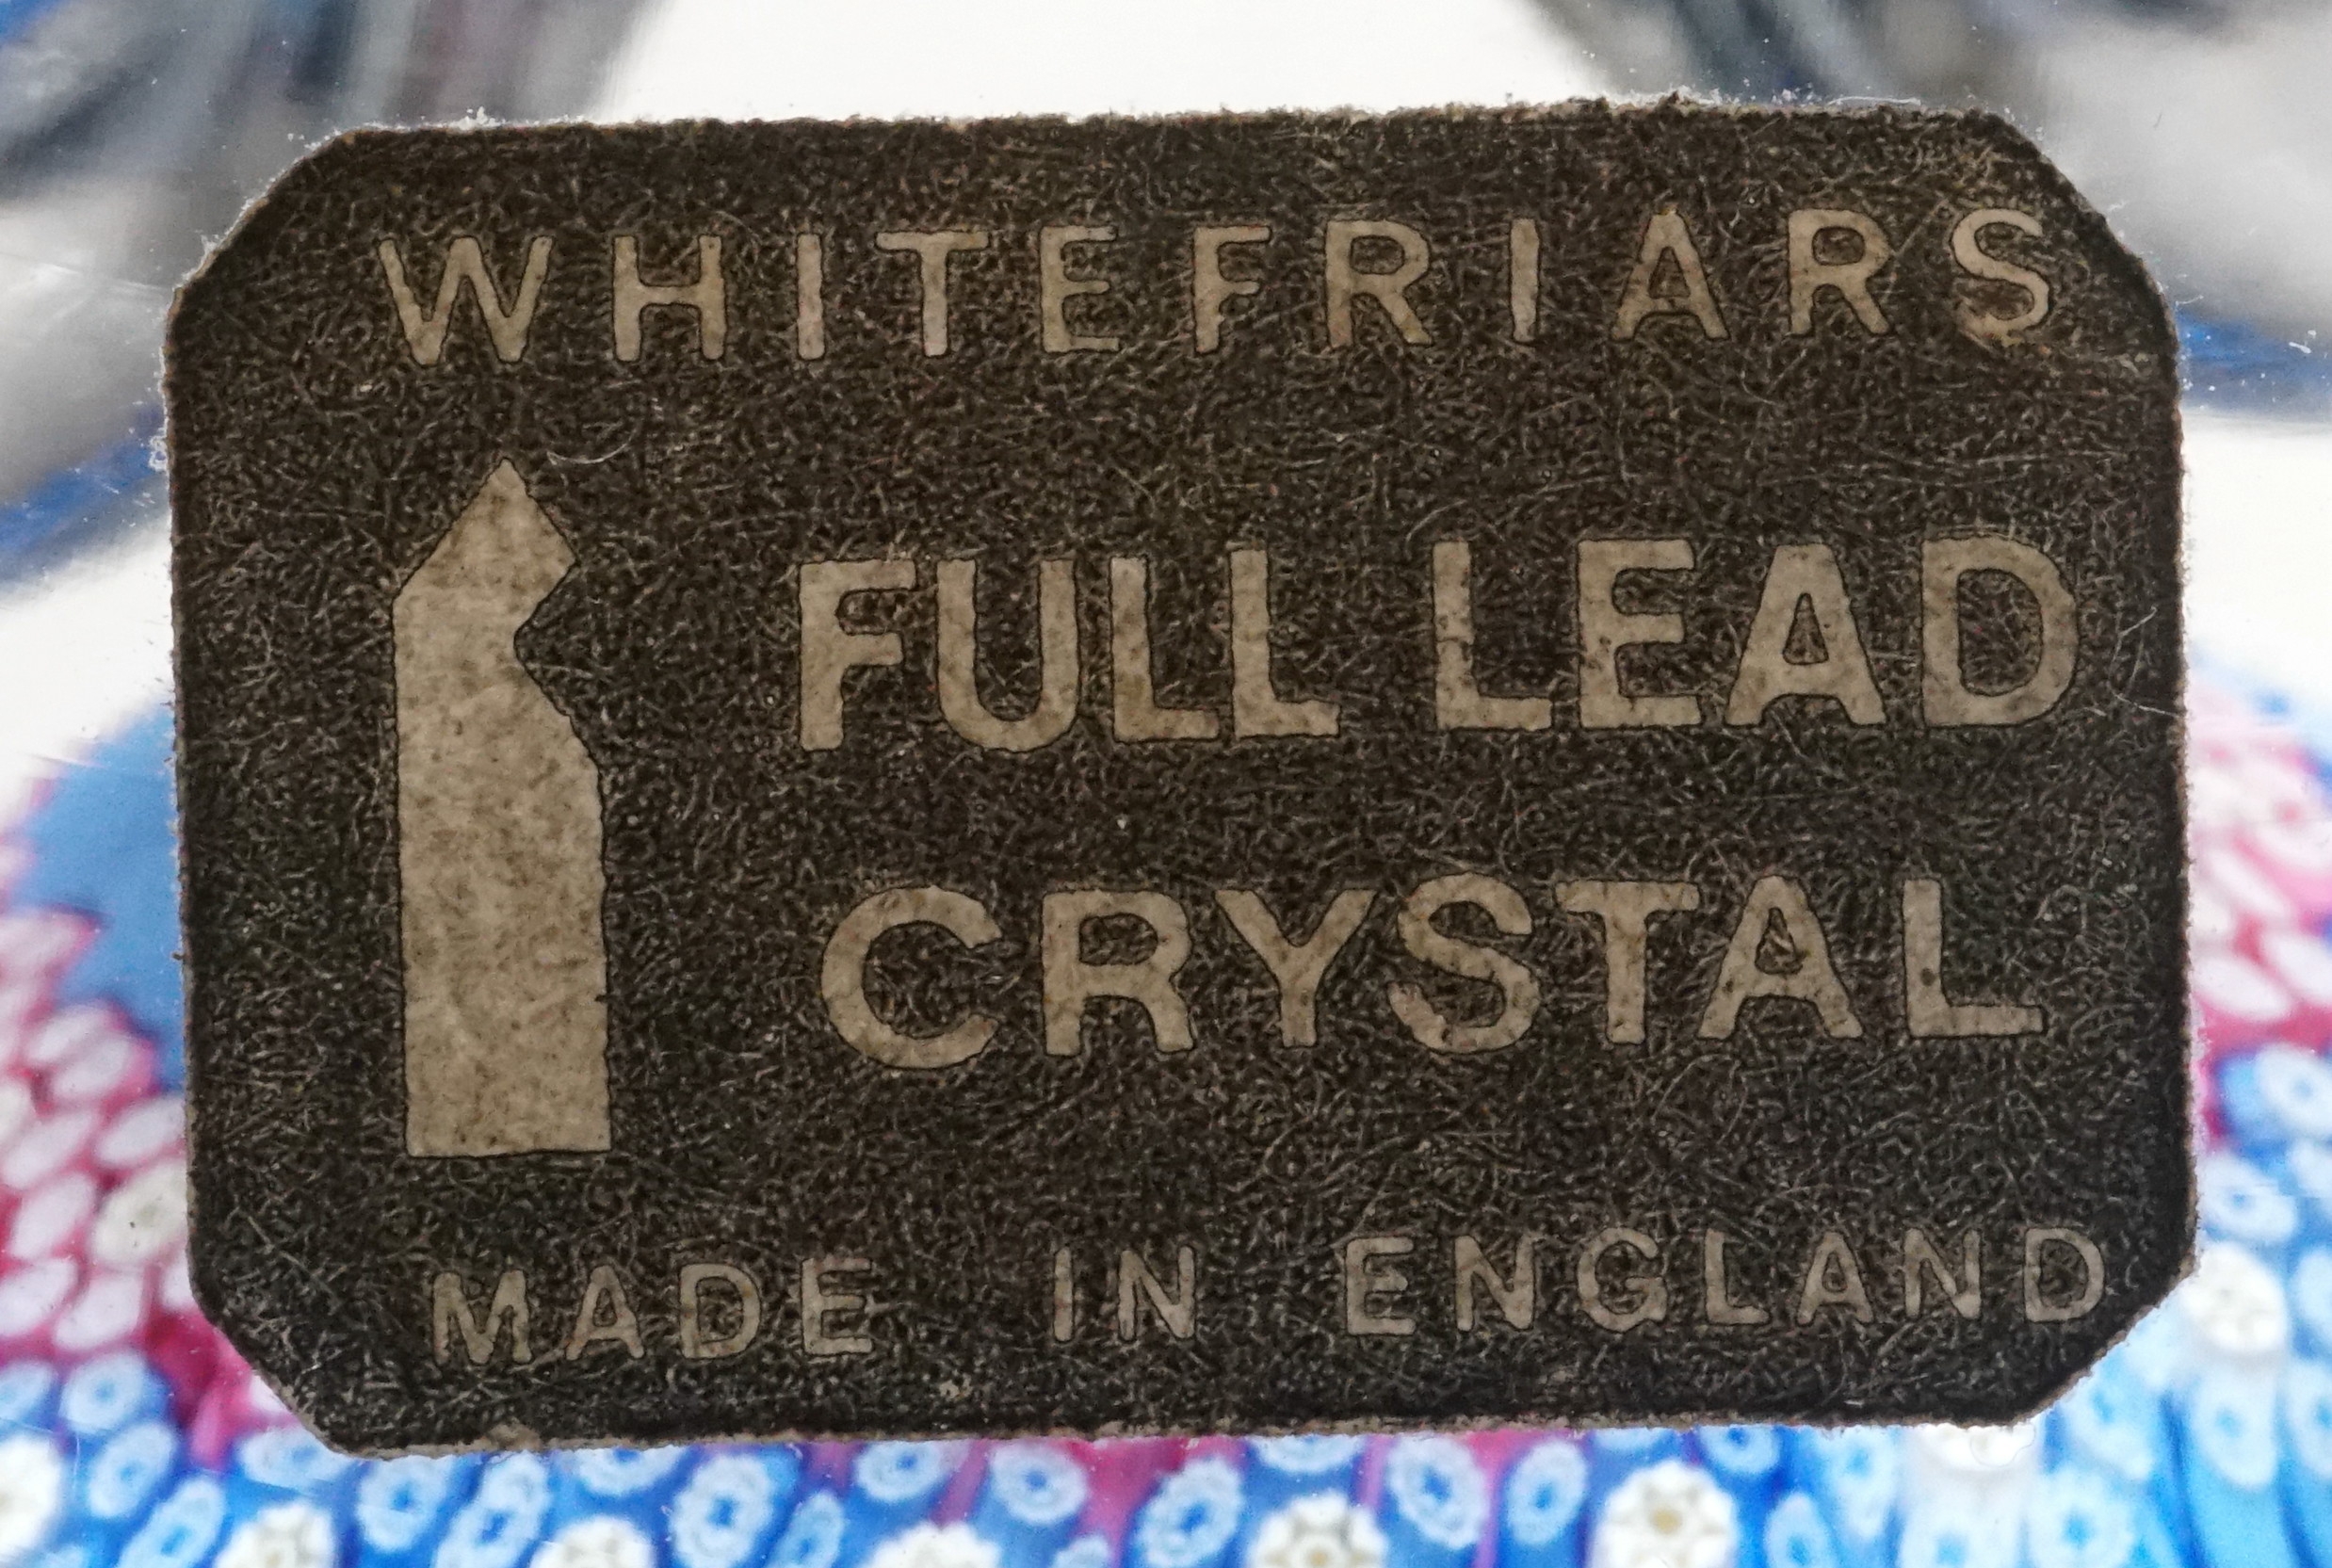 WHITEFRIARS
FULL LEAD
CRYSTAL
MADE IN ENGLAND